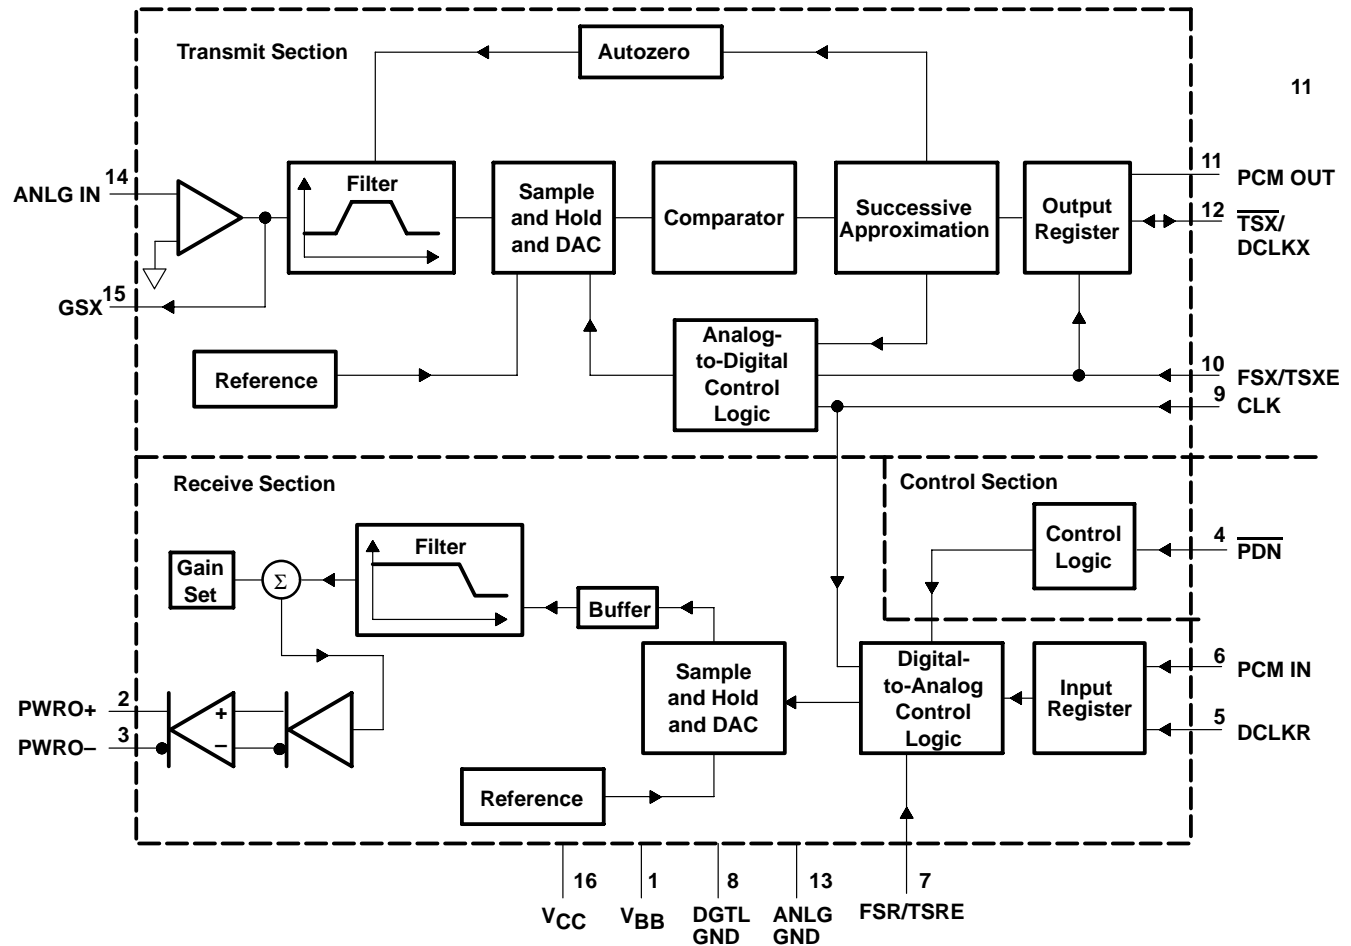 Transmit Section
Autozero
11
14
ANLG IN
Filter
Sample
and Hold
and DAC
Comparator
Successive
Approximation
Output
Register
11
PCM OUT
12
TSX/
DCLKX
15
GSX
Reference
Analog-
to-Digital
Control
Logic
10
FSX/TSXE
9
CLK
Receive Section
Control Section
Gain
Set
Σ
Filter
Buffer
Control
Logic
4
PDN
Sample
and Hold
and DAC
Digital-
to-Analog
Control
Logic
Input
Register
6
PCM IN
5
DCLKR
2
PWRO+
3
PWRO–
+
–
Reference
16
VCC
1
VBB
8
DGTL
GND
13
ANLG
GND
7
FSR/TSRE